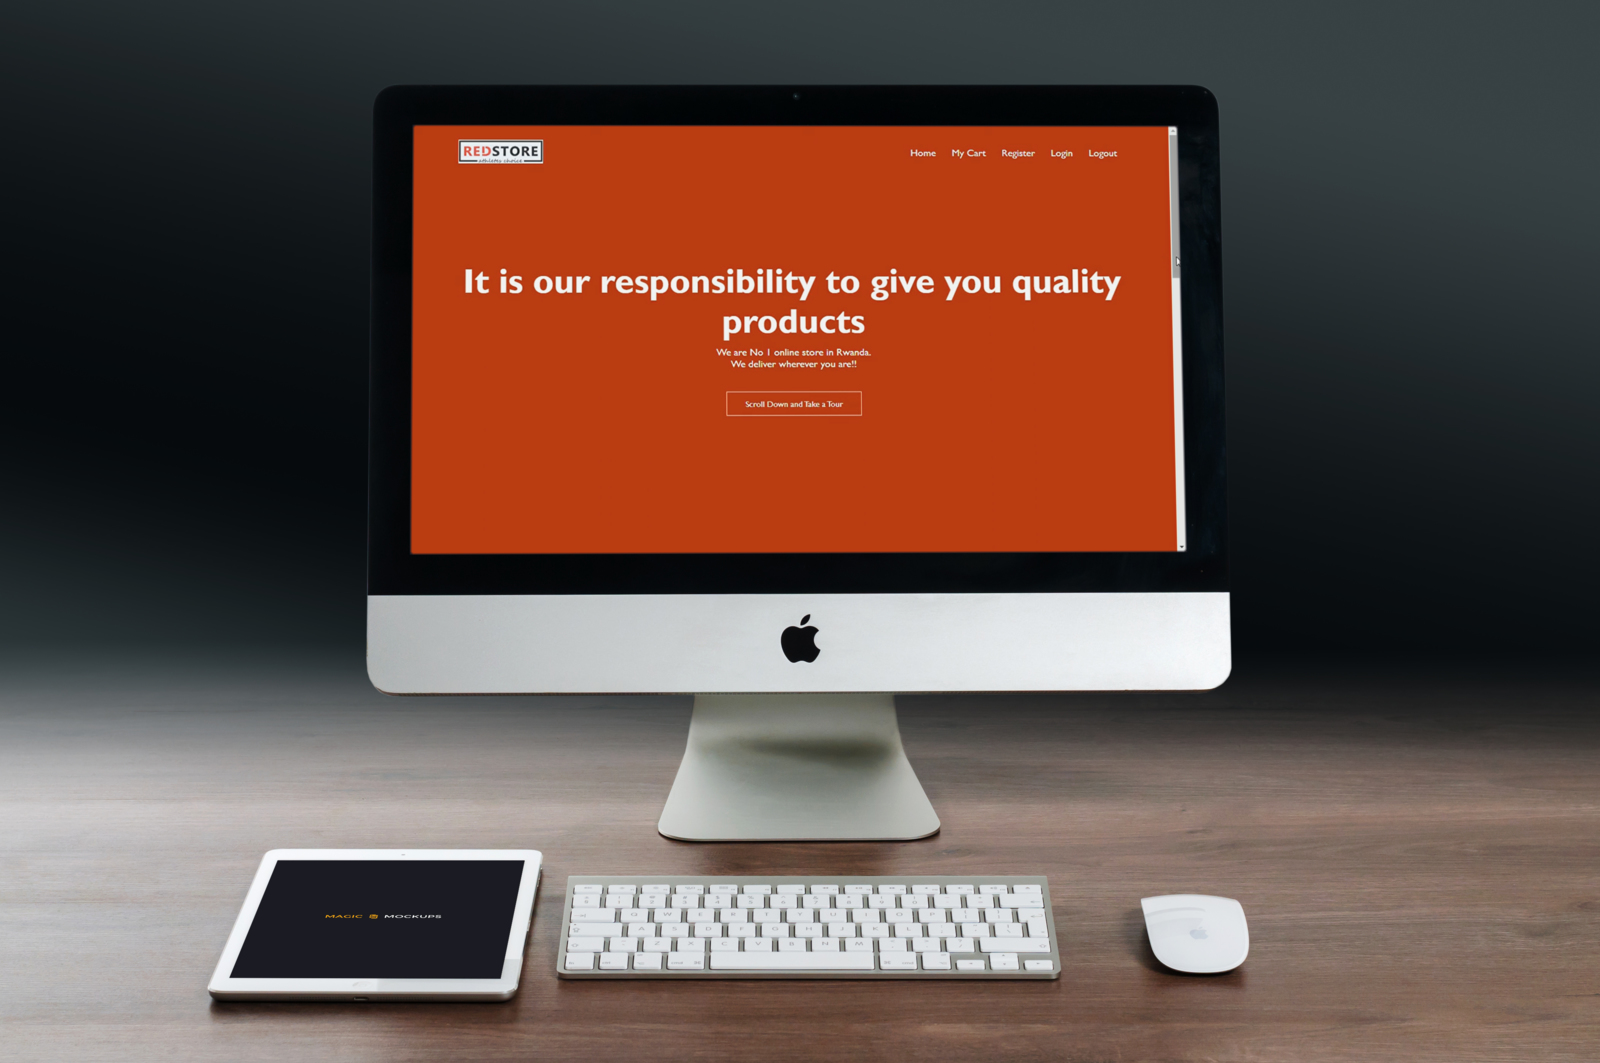 REDSTORE
athletes choice
Home My Cart Register Login Logout
It is our responsibility to give you quality
products
We are No 1 online store in Rwanda.
We deliver wherever you are!!
Scroll Down and Take a Tour
MAGIC MOCKUPS